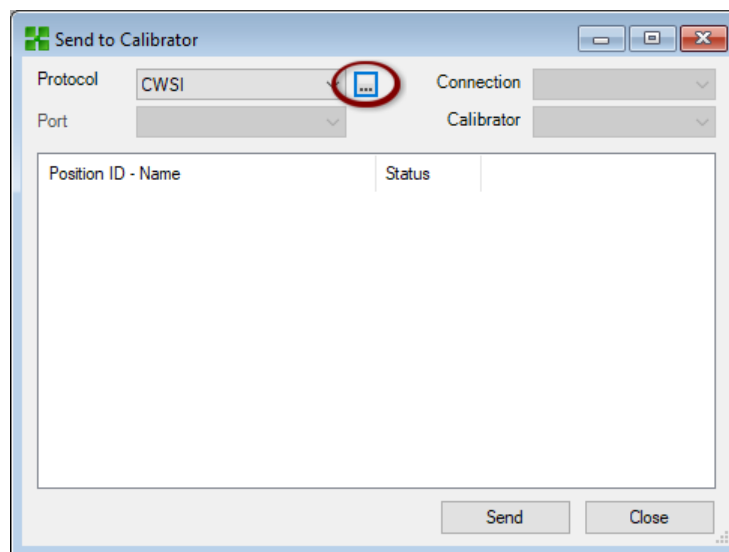 Send to Calibrator
Protocol CWSI ... Connection
Port Calibrator
Position ID - Name Status
Send Close